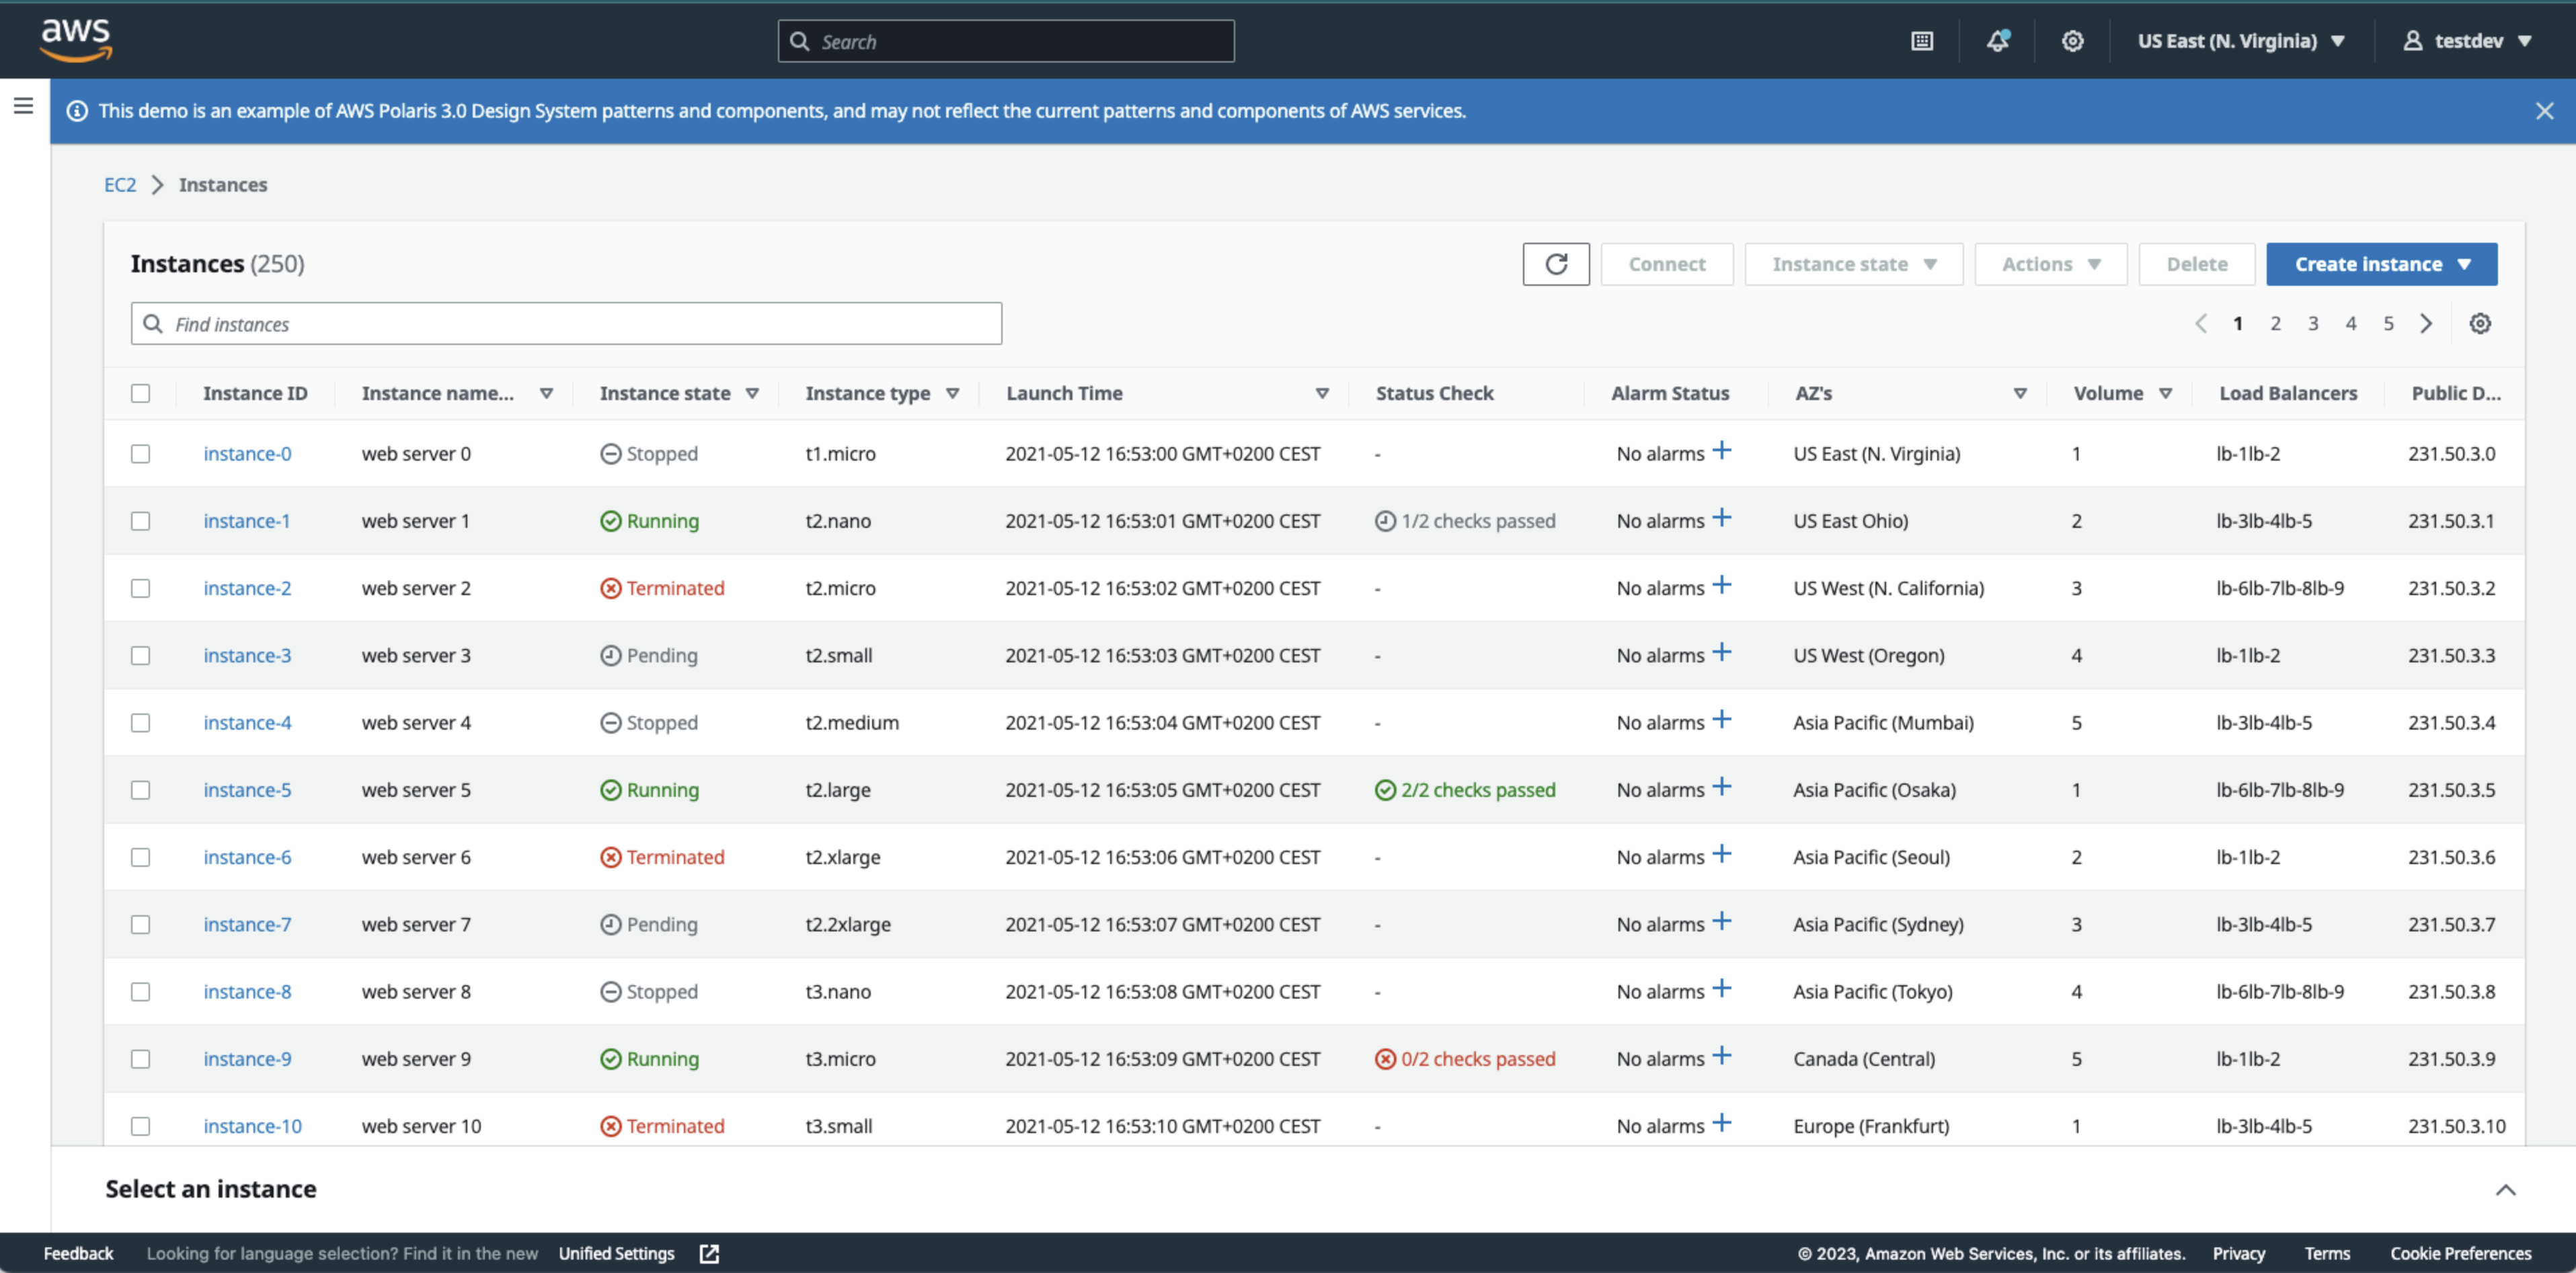 aws
Search
US East (N. Virginia)
testdev
This demo is an example of AWS Polaris 3.0 Design System patterns and components, and may not reflect the current patterns and components of AWS services.
EC2 Instances
Instances (250)
Connect Instance state Actions Delete Create instance
Find instances
1 2 3 4 5
Instance ID Instance name... Instance state Instance type Launch Time Status Check Alarm Status AZ's Volume Load Balancers Public D...
instance-0 web server 0 Stopped t1.micro 2021-05-12 16:53:00 GMT+0200 CEST - No alarms US East (N. Virginia) 1 lb-1lb-2 231.50.3.0
instance-1 web server 1 Running t2.nano 2021-05-12 16:53:01 GMT+0200 CEST 1/2 checks passed No alarms US East Ohio) 2 lb-3lb-4lb-5 231.50.3.1
instance-2 web server 2 Terminated t2.micro 2021-05-12 16:53:02 GMT+0200 CEST - No alarms US West (N. California) 3 lb-6lb-7lb-8lb-9 231.50.3.2
instance-3 web server 3 Pending t2.small 2021-05-12 16:53:03 GMT+0200 CEST - No alarms US West (Oregon) 4 lb-1lb-2 231.50.3.3
instance-4 web server 4 Stopped t2.medium 2021-05-12 16:53:04 GMT+0200 CEST - No alarms Asia Pacific (Mumbai) 5 lb-3lb-4lb-5 231.50.3.4
instance-5 web server 5 Running t2.large 2021-05-12 16:53:05 GMT+0200 CEST 2/2 checks passed No alarms Asia Pacific (Osaka) 1 lb-6lb-7lb-8lb-9 231.50.3.5
instance-6 web server 6 Terminated t2.xlarge 2021-05-12 16:53:06 GMT+0200 CEST - No alarms Asia Pacific (Seoul) 2 lb-1lb-2 231.50.3.6
instance-7 web server 7 Pending t2.2xlarge 2021-05-12 16:53:07 GMT+0200 CEST - No alarms Asia Pacific (Sydney) 3 lb-3lb-4lb-5 231.50.3.7
instance-8 web server 8 Stopped t3.nano 2021-05-12 16:53:08 GMT+0200 CEST - No alarms Asia Pacific (Tokyo) 4 lb-6lb-7lb-8lb-9 231.50.3.8
instance-9 web server 9 Running t3.micro 2021-05-12 16:53:09 GMT+0200 CEST 0/2 checks passed No alarms Canada (Central) 5 lb-1lb-2 231.50.3.9
instance-10 web server 10 Terminated t3.small 2021-05-12 16:53:10 GMT+0200 CEST - No alarms Europe (Frankfurt) 1 lb-3lb-4lb-5 231.50.3.10
Select an instance
Feedback Looking for language selection? Find it in the new Unified Settings © 2023, Amazon Web Services, Inc. or its affiliates. Privacy Terms Cookie Preferences